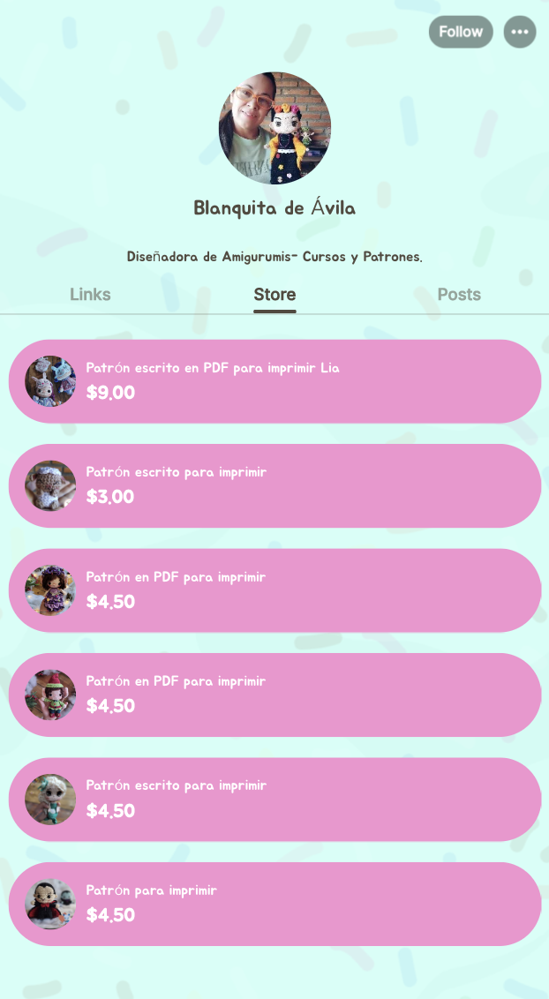 Follow
Blanquita de Ávila
Diseñadora de Amigurumis- Cursos y Patrones.
Links
Store
Posts
Patrón escrito en PDF para imprimir Lia
$9.00
Patrón escrito para imprimir
$3.00
Patrón en PDF para imprimir
$4.50
Patrón en PDF para imprimir
$4.50
Patrón escrito para imprimir
$4.50
Patrón para imprimir
$4.50